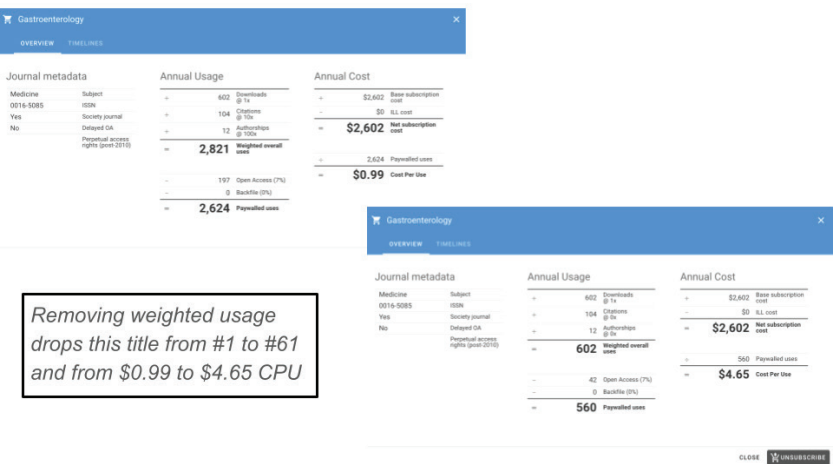 Gastroenterology ×
OVERVIEW TIMELINES
Journal metadata
Medicine Subject
0016-5085 ISSN
Yes Society journal
No Delayed OA
Perpetual access
rights (post-2010)
Annual Usage
+ 602 Downloads @ 1x
+ 104 Citations @ 10x
+ 12 Authorships @ 100x
= 2,821 Weighted overall uses
− 197 Open Access (7%)
− 0 Backfile (0%)
= 2,624 Paywalled uses
Annual Cost
+ $2,602 Base subscription cost
− $0 ILL cost
= $2,602 Net subscription cost
÷ 2,624 Paywalled uses
= $0.99 Cost Per Use
Removing weighted usage
drops this title from #1 to #61
and from $0.99 to $4.65 CPU
Gastroenterology ×
OVERVIEW TIMELINES
Journal metadata
Medicine Subject
0016-5085 ISSN
Yes Society journal
No Delayed OA
Perpetual access
rights (post-2010)
Annual Usage
+ 602 Downloads @ 1x
+ 104 Citations @ 0x
+ 12 Authorships @ 0x
= 602 Weighted overall uses
− 42 Open Access (7%)
− 0 Backfile (0%)
= 560 Paywalled uses
Annual Cost
+ $2,602 Base subscription cost
− $0 ILL cost
= $2,602 Net subscription cost
÷ 560 Paywalled uses
= $4.65 Cost Per Use
CLOSE UNSUBSCRIBE